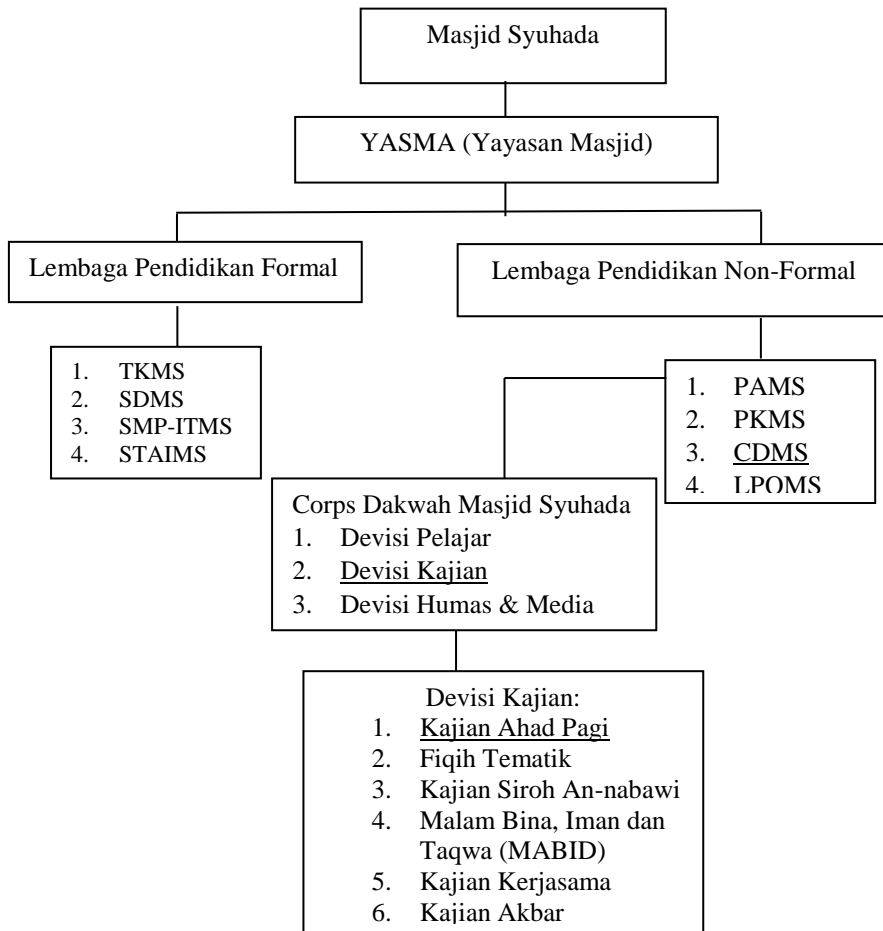 Masjid Syuhada
YASMA (Yayasan Masjid)
Lembaga Pendidikan Formal
Lembaga Pendidikan Non-Formal
1. TKMS
2. SDMS
3. SMP-ITMS
4. STAIMS
1. PAMS
2. PKMS
3. CDMS
4. LPOMS
Corps Dakwah Masjid Syuhada
1. Devisi Pelajar
2. Devisi Kajian
3. Devisi Humas & Media
Devisi Kajian:
1. Kajian Ahad Pagi
2. Fiqih Tematik
3. Kajian Siroh An-nabawi
4. Malam Bina, Iman dan
Taqwa (MABID)
5. Kajian Kerjasama
6. Kajian Akbar